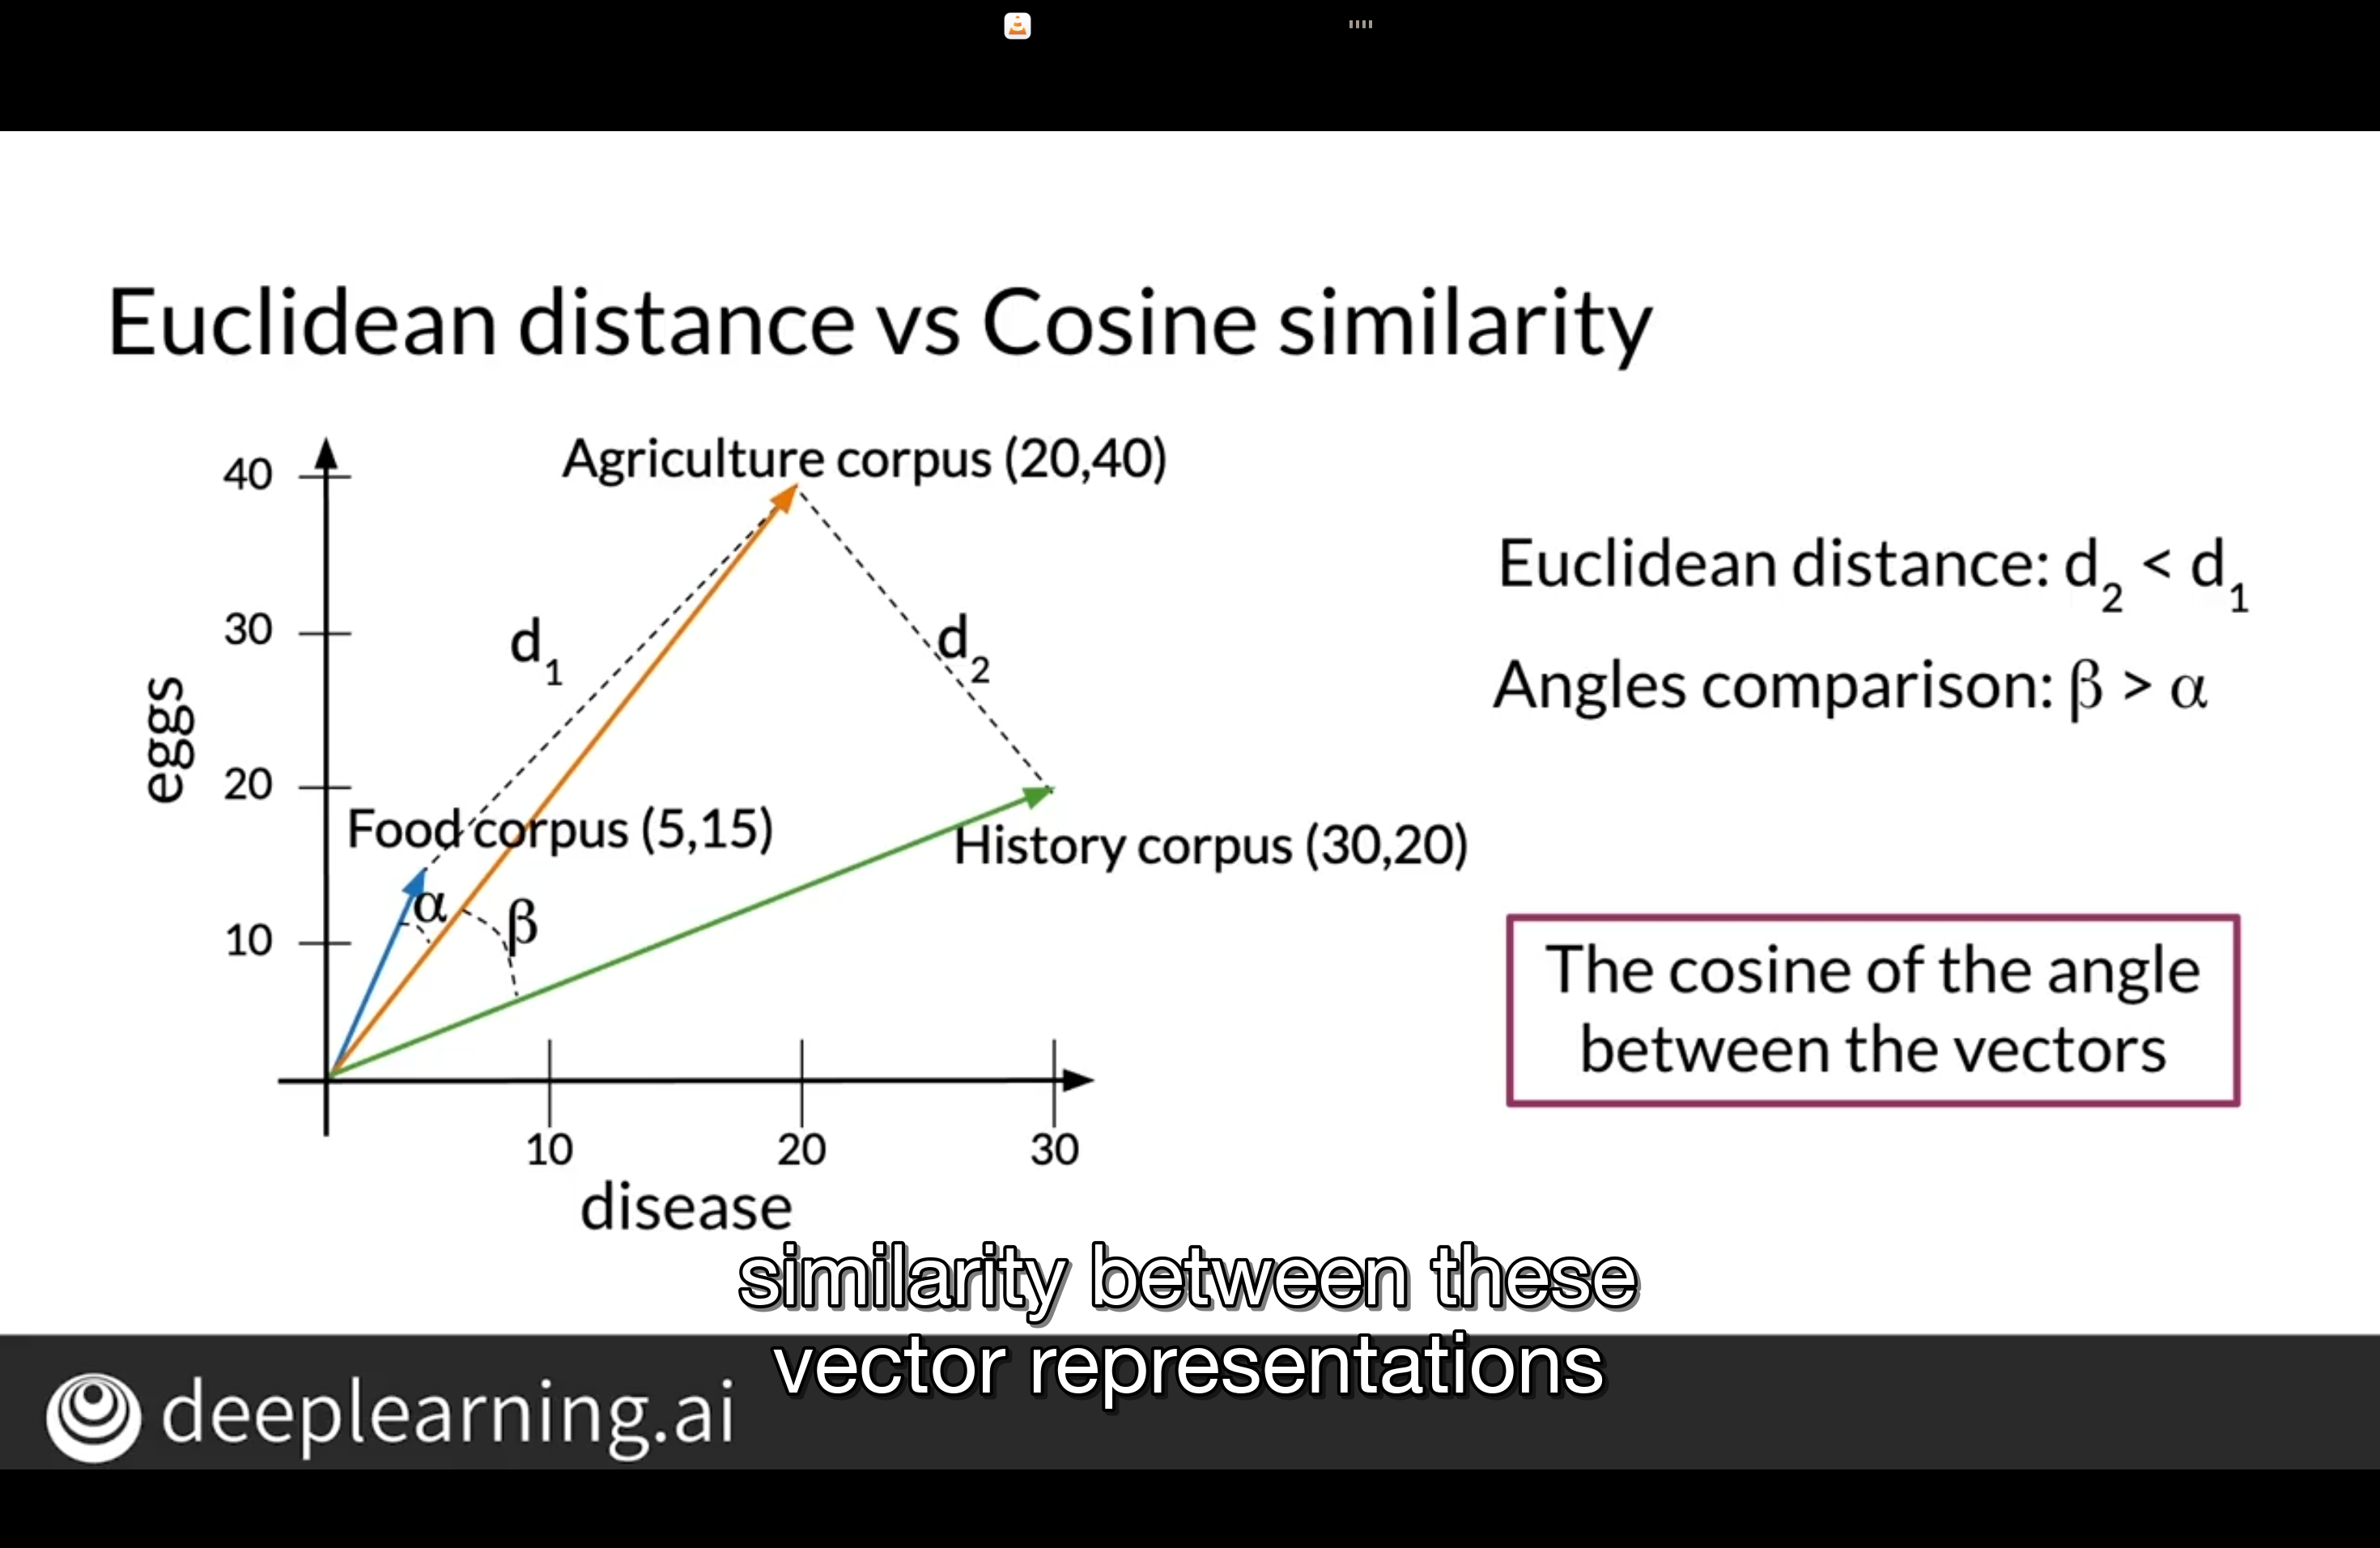 Euclidean distance vs Cosine similarity
Agriculture corpus (20,40)
40
30
20
10
eggs
d1
d2
Food corpus (5,15)
History corpus (30,20)
α
β
10
20
30
disease
Euclidean distance: d2 < d1
Angles comparison: β > α
The cosine of the angle
between the vectors
similarity between these
vector representations
deeplearning.ai